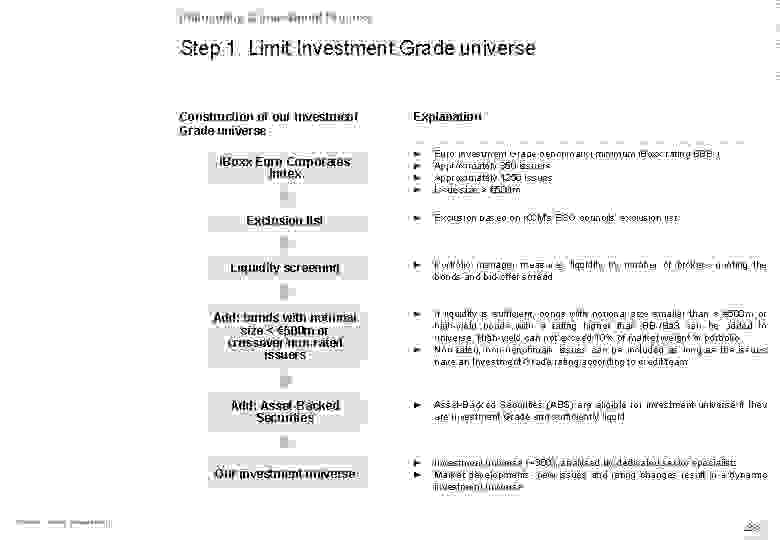 Philosophy & Investment Process
Step 1. Limit Investment Grade universe
Construction of our Investment
Grade universe
Explanation
iBoxx Euro Corporates
Index
► Euro Investment Grade benchmark (minimum iBoxx rating BBB-)
► Approximately 350 issuers
► Approximately 1250 issues
► Issue size > €500m
Exclusion list
► Exclusion based on ESG councils' exclusion list
Liquidity screening
► Portfolio manager measures liquidity by number of brokers quoting the
bonds and bid-offer spread
Add: bonds with notional
size < €500m or
crossover/non-rated
issuers
► If liquidity is sufficient, bonds with notional size smaller than < €500m or
high-yield bonds with a rating higher than can be added to
universe. High-yield can not exceed 10% of market weight in portfolio
► Non-rated, non-benchmark issues can be included as long as the issues
have an Investment Grade rating according to credit team
Add: Asset-Backed
Securities
► Asset-Backed Securities (ABS) are eligible for investment universe if they
are Investment Grade and sufficiently liquid
Our investment universe
► Investment universe analysed by dedicated sector specialists
► Market developments, new issues and rating changes result in a dynamic
investment universe